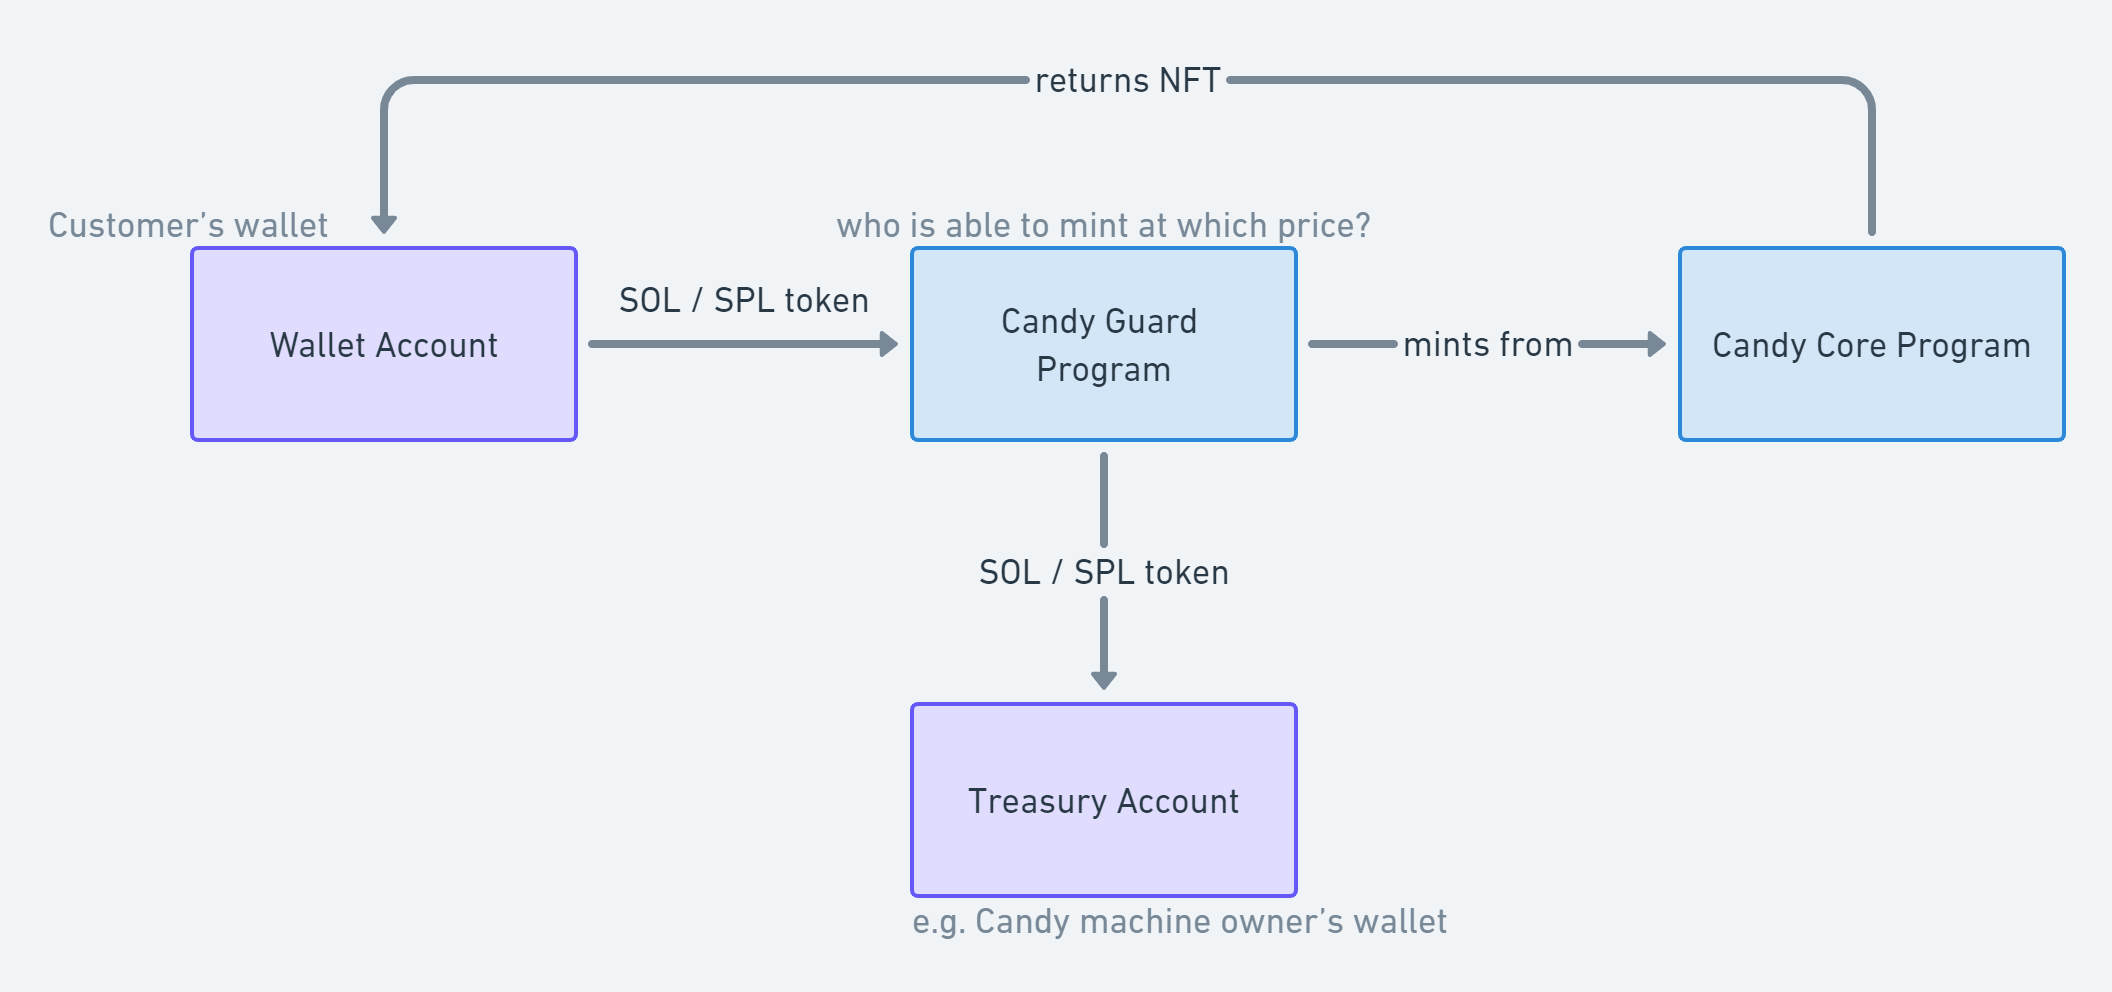 returns NFT
Customer’s wallet
who is able to mint at which price?
Wallet Account
SOL / SPL token
Candy Guard
Program
mints from
Candy Core Program
SOL / SPL token
Treasury Account
e.g. Candy machine owner’s wallet